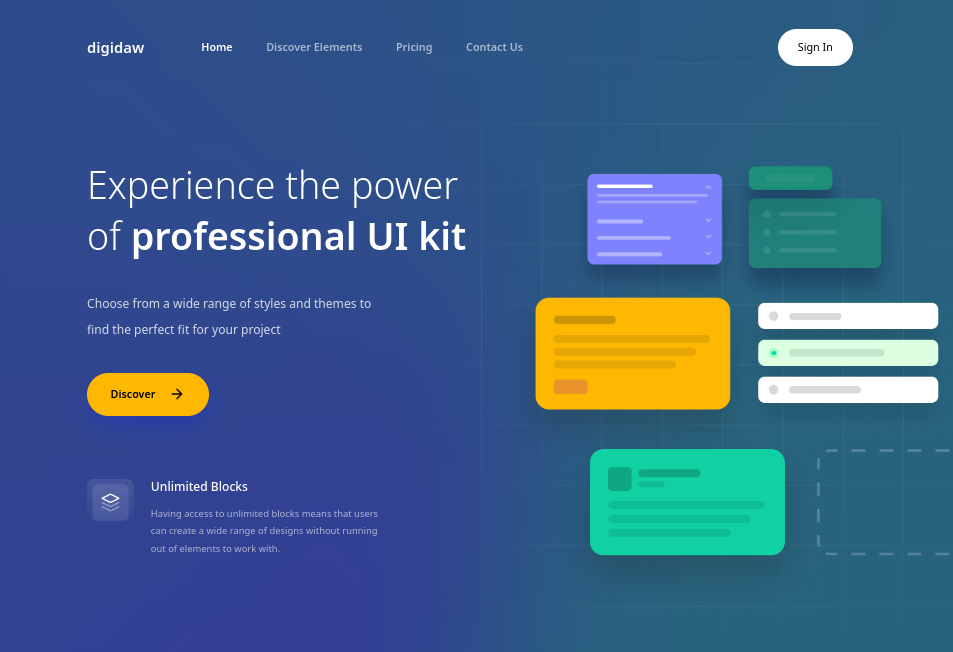 digidaw
Home
Discover Elements
Pricing
Contact Us
Sign In
Experience the power
of professional UI kit
Choose from a wide range of styles and themes to
find the perfect fit for your project
Discover
Unlimited Blocks
Having access to unlimited blocks means that users
can create a wide range of designs without running
out of elements to work with.